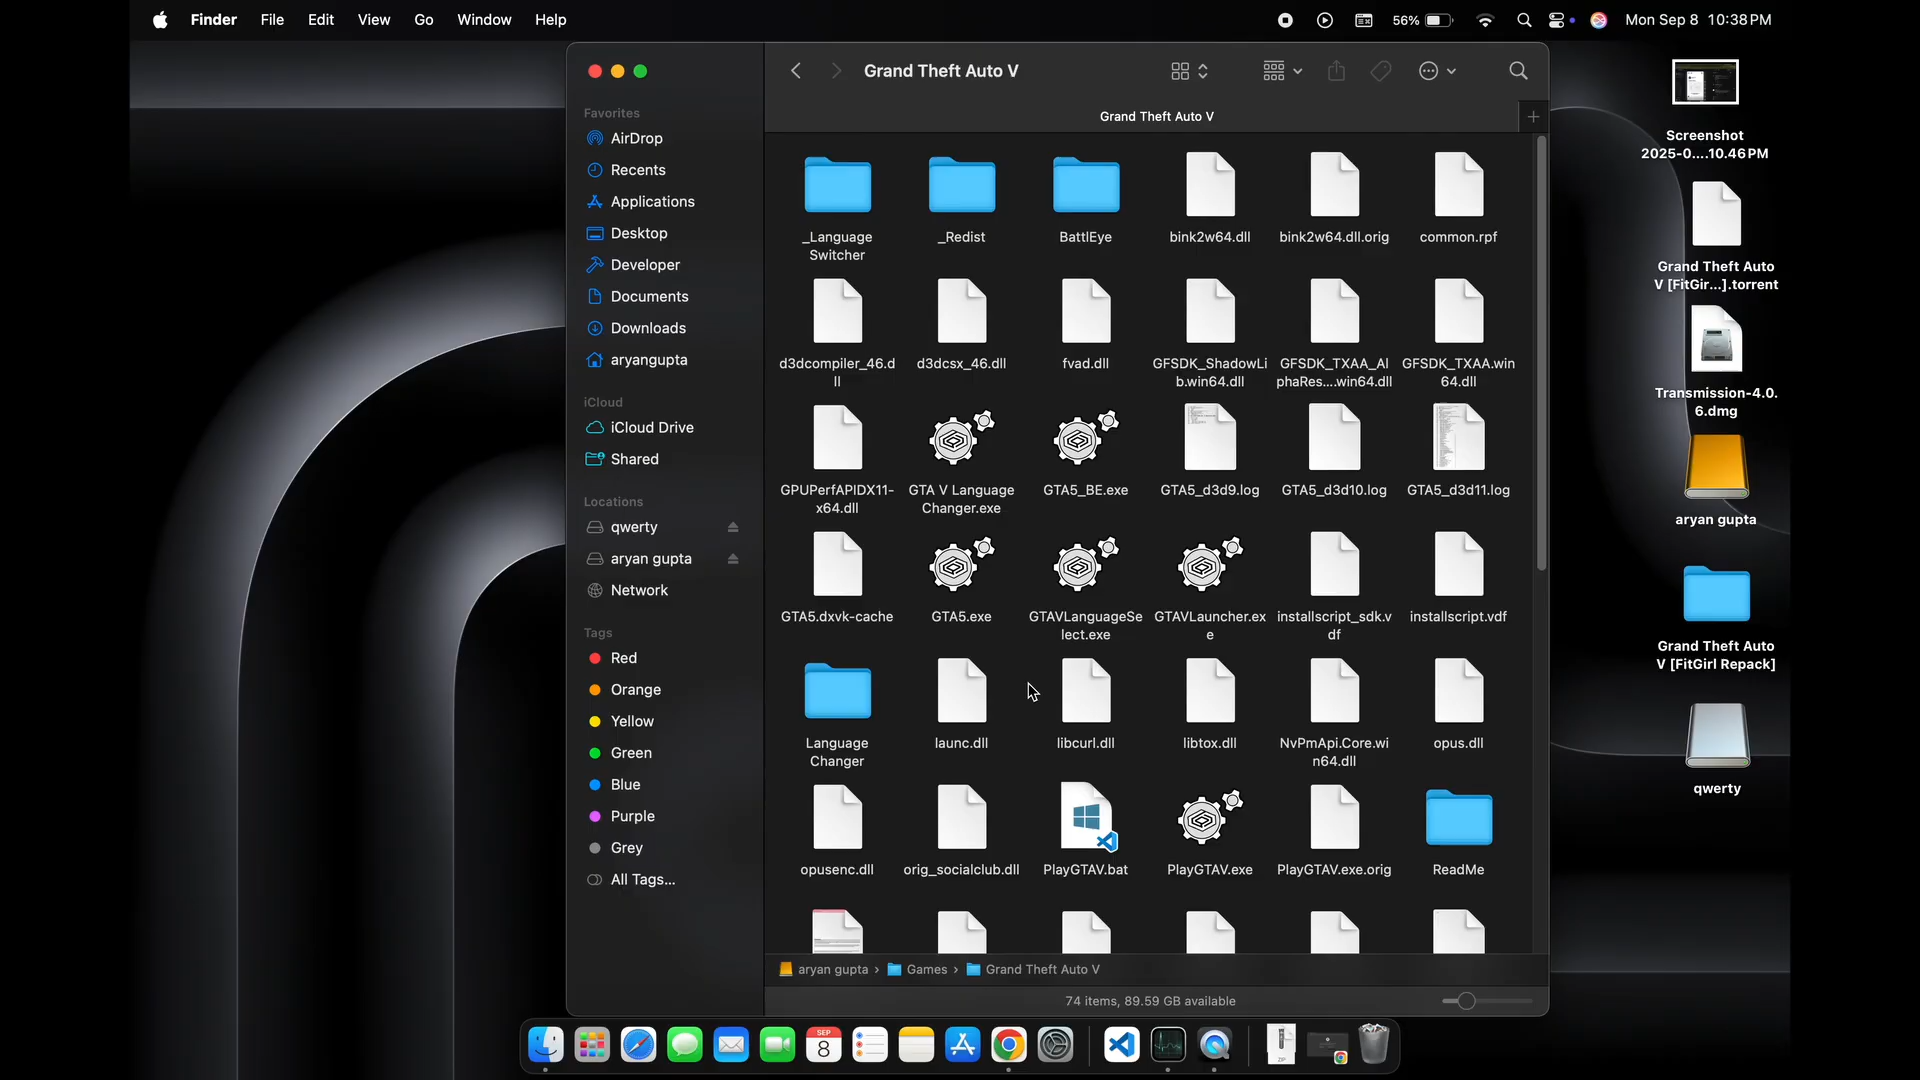 Finder File Edit View Go Window Help
56% Mon Sep 8 10:38 PM
Grand Theft Auto V
Grand Theft Auto V
Favorites
AirDrop
Recents
Applications
Desktop
Developer
Documents
Downloads
aryangupta
iCloud
iCloud Drive
Shared
Locations
qwerty
aryan gupta
Network
Tags
Red
Orange
Yellow
Green
Blue
Purple
Grey
All Tags...
_Language
Switcher
_Redist
BattlEye
bink2w64.dll
bink2w64.dll.orig
common.rpf
d3dcompiler_46.d
ll
d3dcsx_46.dll
fvad.dll
GFSDK_ShadowLi
b.win64.dll
GFSDK_TXAA_Al
phaRes....win64.dll
GFSDK_TXAA.win
64.dll
GPUPerfAPIDX11-
x64.dll
GTA V Language
Changer.exe
GTA5_BE.exe
GTA5_d3d9.log
GTA5_d3d10.log
GTA5_d3d11.log
GTA5.dxvk-cache
GTA5.exe
GTAVLanguageSe
lect.exe
GTAVLauncher.ex
e
installscript_sdk.v
df
installscript.vdf
Language
Changer
launc.dll
libcurl.dll
libtox.dll
NvPmApi.Core.wi
n64.dll
opus.dll
opusenc.dll
orig_socialclub.dll
PlayGTAV.bat
PlayGTAV.exe
PlayGTAV.exe.orig
ReadMe
aryan gupta › Games › Grand Theft Auto V
74 items, 89.59 GB available
Screenshot
2025-0....10.46 PM
Grand Theft Auto
V [FitGir...].torrent
Transmission-4.0.
6.dmg
aryan gupta
Grand Theft Auto
V [FitGirl Repack]
qwerty
SEP
8
ZIP